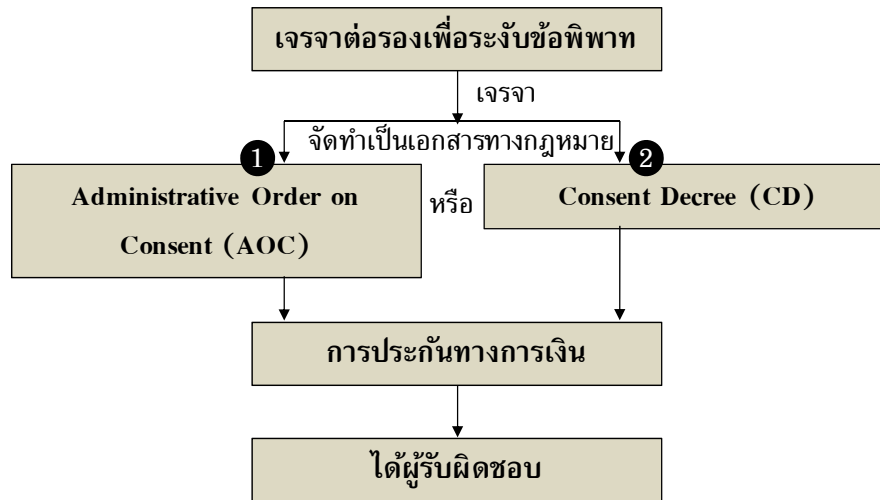 เจรจาต่อรองเพื่อระงับข้อพิพาท
เจรจา
จัดทำเป็นเอกสารทางกฎหมาย
1
2
Administrative Order on
Consent (AOC)
หรือ
Consent Decree (CD)
การประกันทางการเงิน
ได้ผู้รับผิดชอบ